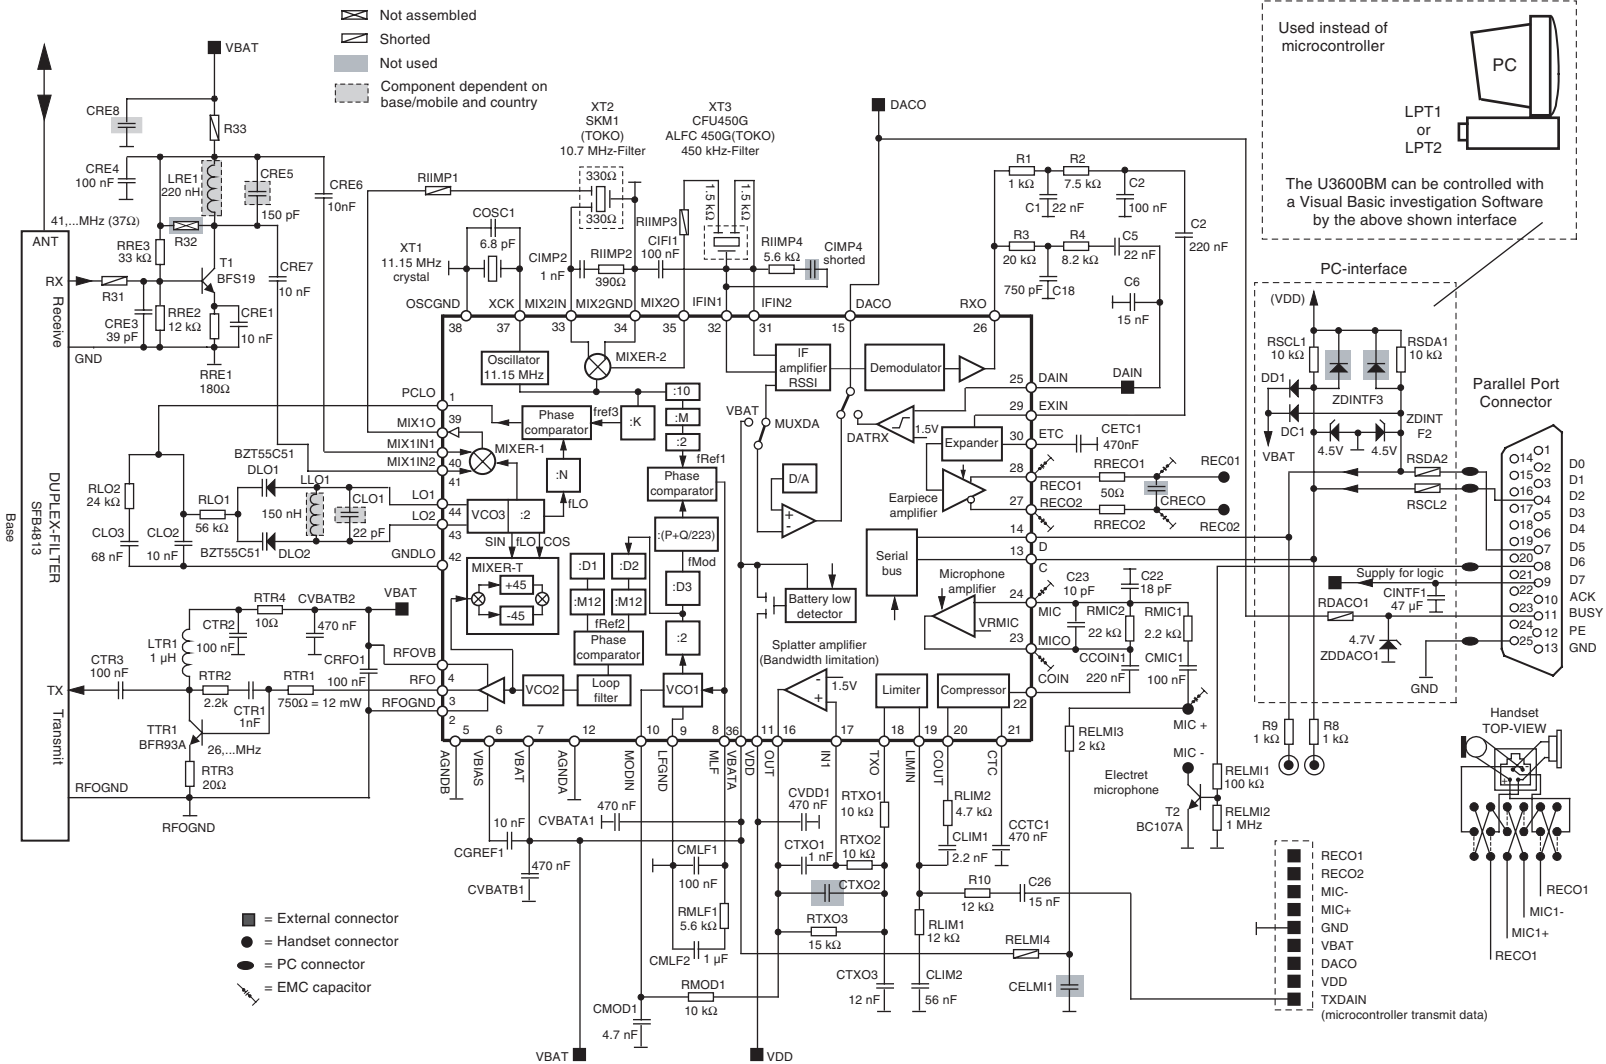 Not assembled
Shorted
Not used
Component dependent on
base/mobile and country
Used instead of
microcontroller
PC
LPT1
or
LPT2
The U3600BM can be controlled with
a Visual Basic investigation Software
by the above shown interface
VBAT
CRE8
R33
CRE4
100 nF
LRE1
220 nH
CRE5
150 pF
CRE6
10nF
R32
41,...MHz (37Ω)
ANT
RX
Receive
GND
R31
RRE3
33 kΩ
T1
BFS19
CRE3
39 pF
RRE2
12 kΩ
CRE1
10 nF
RRE1
180Ω
CRE7
10 nF
RIIMP1
COSC1
6.8 pF
XT1
11.15 MHz
crystal
XT2
SKM1
(TOKO)
10.7 MHz-Filter
330Ω
330Ω
CIMP2
1 nF
RIIMP2
390Ω
CIFI1
100 nF
RIIMP3
XT3
CFU450G
ALFC 450G(TOKO)
450 kHz-Filter
1.5 kΩ
1.5 kΩ
RIIMP4
5.6 kΩ
CIMP4
shorted
DACO
R1
1 kΩ
R2
7.5 kΩ
C1
22 nF
C2
100 nF
R3
20 kΩ
R4
8.2 kΩ
C5
22 nF
C2
220 nF
750 pF
C18
C6
15 nF
OSCGND
XCK
MIX2IN
MIX2GND
MIX2O
IFIN1
IFIN2
DACO
RXO
38
37
33
34
35
32
31
15
26
Oscillator
11.15 MHz
MIXER-2
IF
amplifier
RSSI
Demodulator
PCLO
1
MIX1O
39
MIX1IN1
40
MIX1IN2
41
MIXER-1
Phase
comparator
fref3
:K
:10
:M
:2
fRef1
:N
fLO
Phase
comparator
VBAT
MUXDA
DATRX
1.5V
D/A
Expander
Earpiece
amplifier
25
DAIN
DAIN
29
EXIN
30
ETC
CETC1
470nF
28
RECO1
RRECO1
50Ω
REC01
27
RECO2
RRECO2
CRECO
REC02
14
D
13
C
Serial
bus
LO1
44
LO2
43
GNDLO
42
VCO3
:2
SIN
fLO
COS
MIXER-T
+45
-45
:(P+Q/223)
fMod
:D1
:D2
:D3
:M12
:M12
fRef2
Phase
comparator
:2
Loop
filter
VCO2
VCO1
Battery low
detector
Splatter amplifier
(Bandwidth limitation)
1.5V
Limiter
Compressor
Microphone
amplifier
VRMIC
24
MIC
23
MICO
COIN
22
C23
10 pF
C22
18 pF
RMIC2
22 kΩ
RMIC1
2.2 kΩ
CCOIN1
220 nF
CMIC1
100 nF
MIC +
MIC -
RLO2
24 kΩ
CLO3
68 nF
CLO2
10 nF
RLO1
56 kΩ
BZT55C51
DLO1
BZT55C51
DLO2
LLO1
150 nH
CLO1
22 pF
Base
SFB4813
DUPLEX-FILTER
TX
Transmit
RFOGND
RTR4
10Ω
CVBATB2
VBAT
470 nF
LTR1
1 µH
CTR2
100 nF
CRFO1
100 nF
CTR3
100 nF
RTR2
2.2k
CTR1
1nF
RTR1
750Ω = 12 mW
TTR1
BFR93A
26,...MHz
RTR3
20Ω
RFOGND
RFOVB
RFO
4
RFOGND
3
2
5
6
7
12
10
9
8
36
11
16
17
18
19
20
21
AGNDB
VBIAS
VBAT
AGNDA
MODIN
LFGND
MLF
VBATA
VDD
OUT
IN1
TXO
LIMIN
COUT
CTC
10 nF
CGREF1
470 nF
CVBATB1
470 nF
CVBATA1
CMLF1
100 nF
RMLF1
5.6 kΩ
CMLF2
1 µF
RMOD1
10 kΩ
CMOD1
4.7 nF
VBAT
VDD
CVDD1
470 nF
CTXO1
1 nF
RTXO1
10 kΩ
RTXO2
10 kΩ
CTXO2
RTXO3
15 kΩ
CTXO3
12 nF
RLIM2
4.7 kΩ
CLIM1
2.2 nF
CCTC1
470 nF
R10
12 kΩ
C26
15 nF
RLIM1
12 kΩ
CLIM2
56 nF
RELMI4
CELMI1
RELMI3
2 kΩ
Electret
microphone
T2
BC107A
RELMI1
100 kΩ
RELMI2
1 MHz
R9
1 kΩ
R8
1 kΩ
PC-interface
(VDD)
RSCL1
10 kΩ
RSDA1
10 kΩ
DD1
DC1
ZDINTF3
ZDINT
F2
VBAT
4.5V
4.5V
RSDA2
RSCL2
Supply for logic
CINTF1
47 µF
RDACO1
4.7V
ZDDACO1
GND
Parallel Port
Connector
1
14
2
15
3
16
4
17
5
18
6
19
7
20
8
21
9
22
10
23
11
24
12
25
13
D0
D1
D2
D3
D4
D5
D6
D7
ACK
BUSY
PE
GND
Handset
TOP-VIEW
RECO1
MIC1-
MIC1+
RECO1
RECO1
RECO2
MIC-
MIC+
GND
VBAT
DACO
VDD
TXDAIN
(microcontroller transmit data)
= External connector
= Handset connector
= PC connector
= EMC capacitor